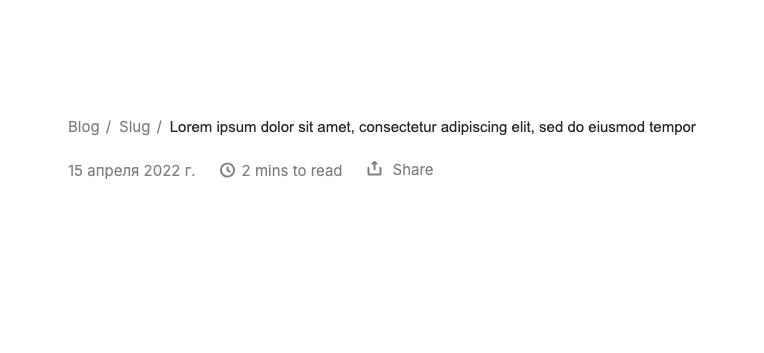 Blog / Slug / Lorem ipsum dolor sit amet, consectetur adipiscing elit, sed do eiusmod tempor
15 апреля 2022 г. 2 mins to read Share